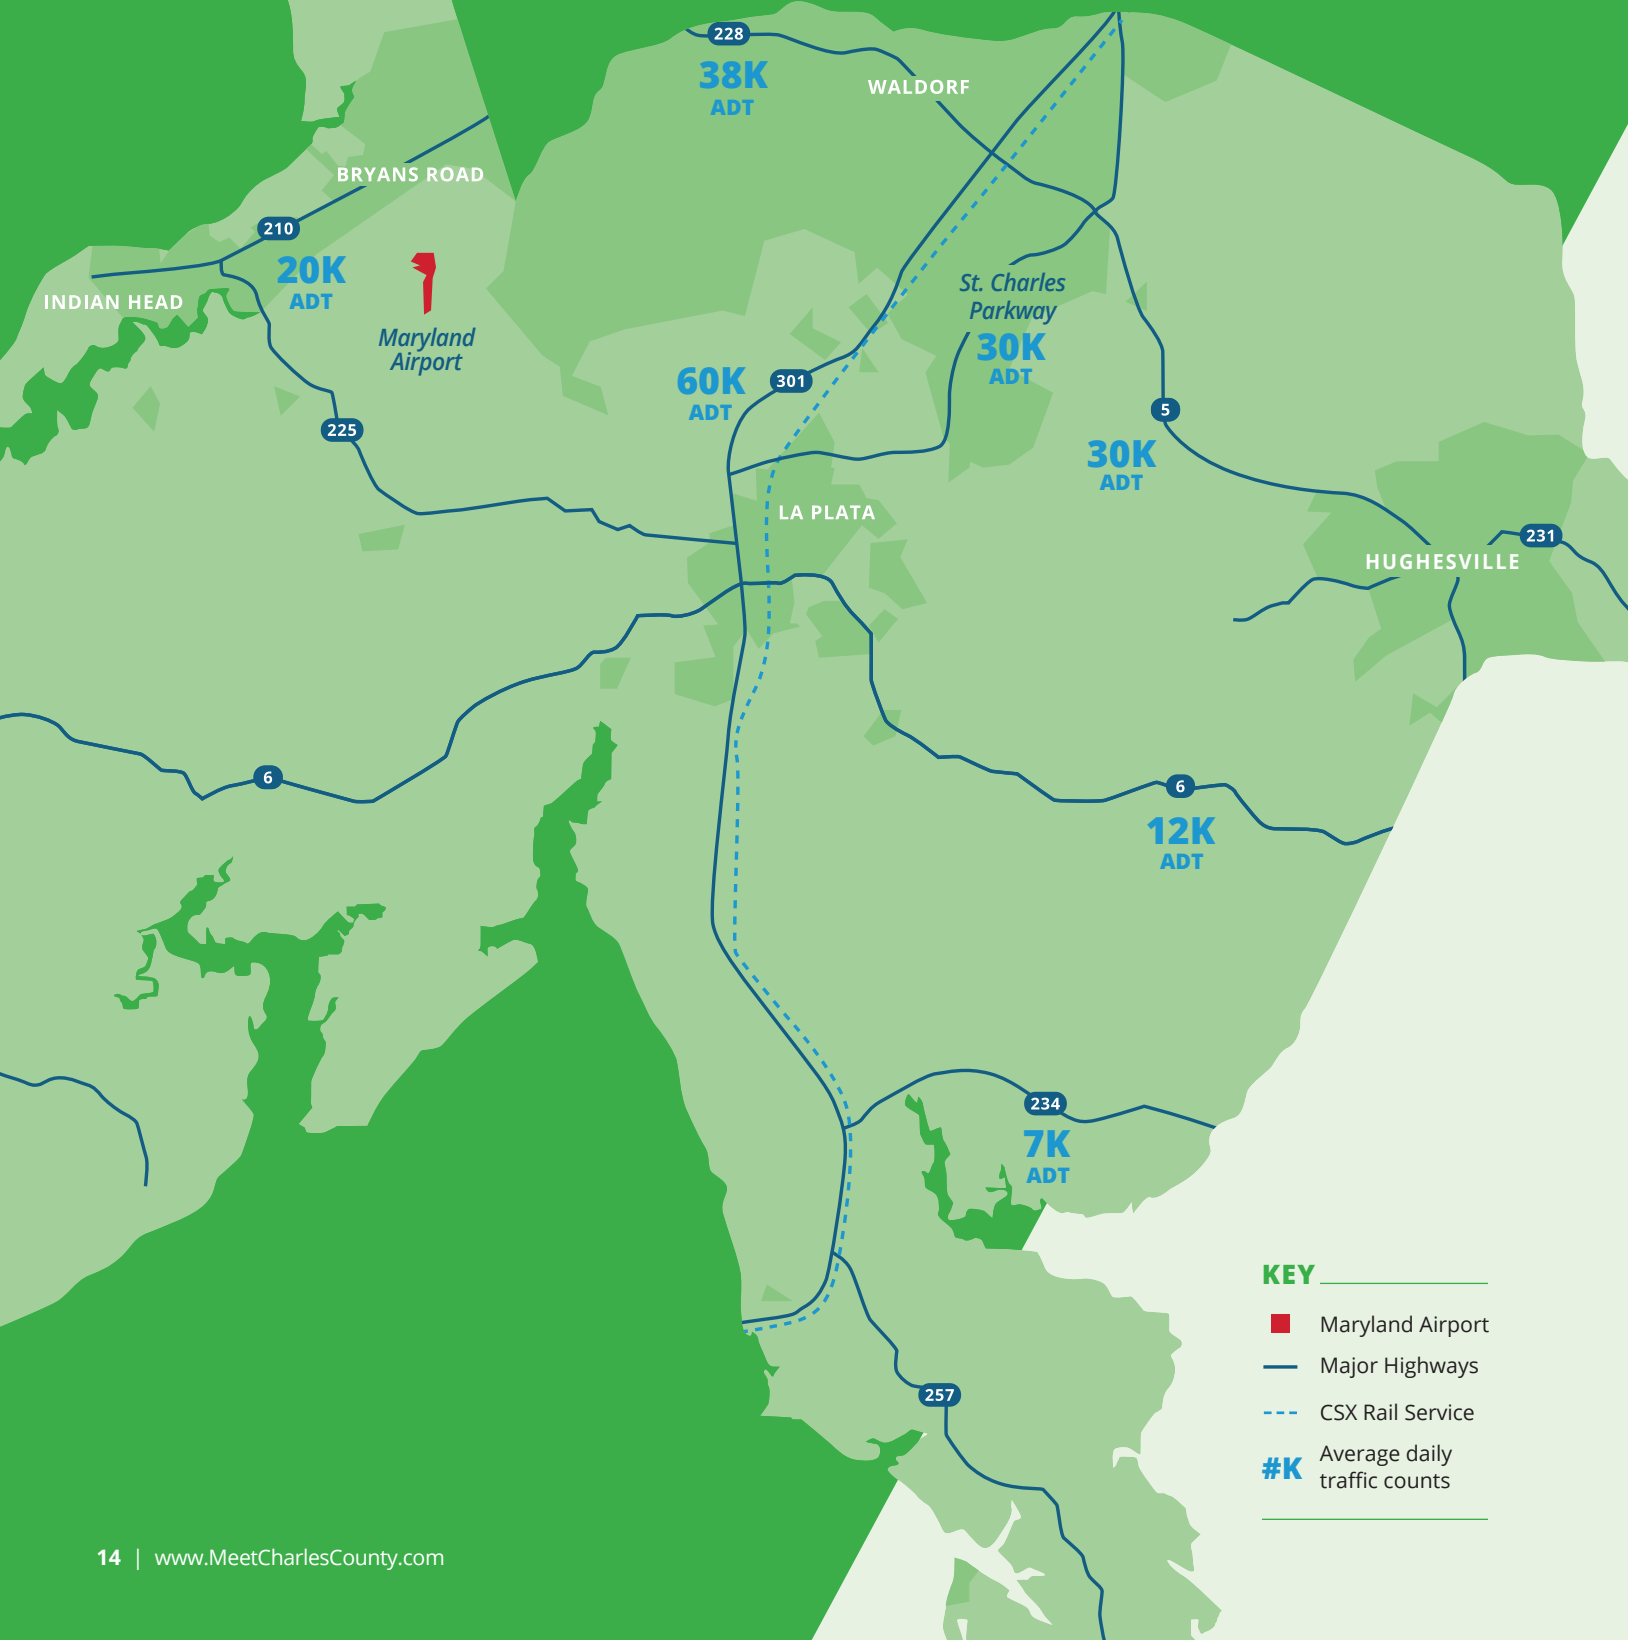 228
38K
ADT
WALDORF
BRYANS ROAD
210
20K
ADT
INDIAN HEAD
Maryland
Airport
St. Charles
Parkway
30K
ADT
60K
ADT
301
5
30K
ADT
225
LA PLATA
231
HUGHESVILLE
6
6
12K
ADT
234
7K
ADT
257
KEY
Maryland Airport
Major Highways
CSX Rail Service
#K
Average daily
traffic counts
14 | www.MeetCharlesCounty.com